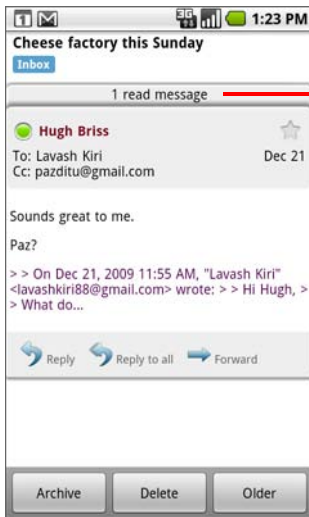 1 3G 1:23 PM
Cheese factory this Sunday
Inbox
1 read message
Hugh Briss
To: Lavash Kiri Dec 21
Cc: pazditu@gmail.com
Sounds great to me.
Paz?
> > On Dec 21, 2009 11:55 AM, "Lavash Kiri"
<lavashkiri88@gmail.com> wrote: > > Hi Hugh, >
> What do...
Reply Reply to all Forward
Archive Delete Older